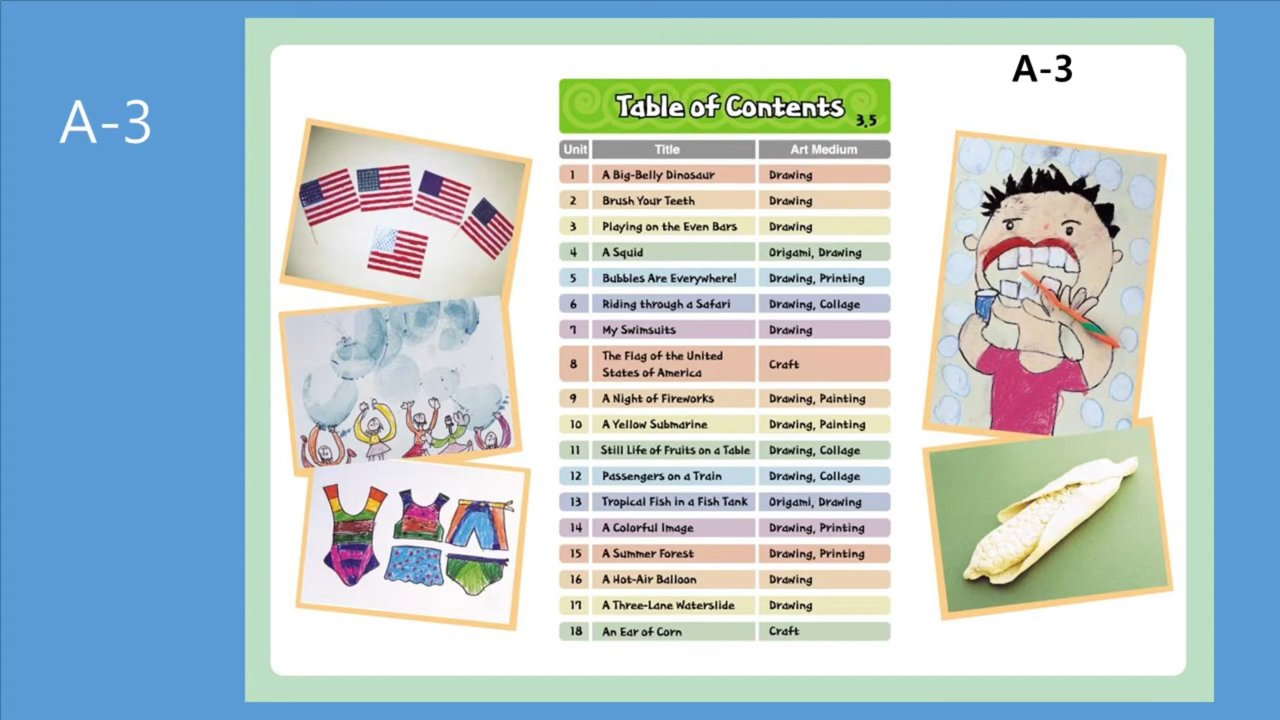 A-3
A-3
Table of Contents
3,5
Unit Title Art Medium
1 A Big-Belly Dinosaur Drawing
2 Brush Your Teeth Drawing
3 Playing on the Even Bars Drawing
4 A Squid Origami, Drawing
5 Bubbles Are Everywhere! Drawing, Printing
6 Riding through a Safari Drawing, Collage
7 My Swimsuits Drawing
8 The Flag of the United
States of America Craft
9 A Night of Fireworks Drawing, Painting
10 A Yellow Submarine Drawing, Painting
11 Still Life of Fruits on a Table Drawing, Collage
12 Passengers on a Train Drawing, Collage
13 Tropical Fish in a Fish Tank Origami, Drawing
14 A Colorful Image Drawing, Printing
15 A Summer Forest Drawing, Printing
16 A Hot-Air Balloon Drawing
17 A Three-Lane Waterslide Drawing
18 An Ear of Corn Craft